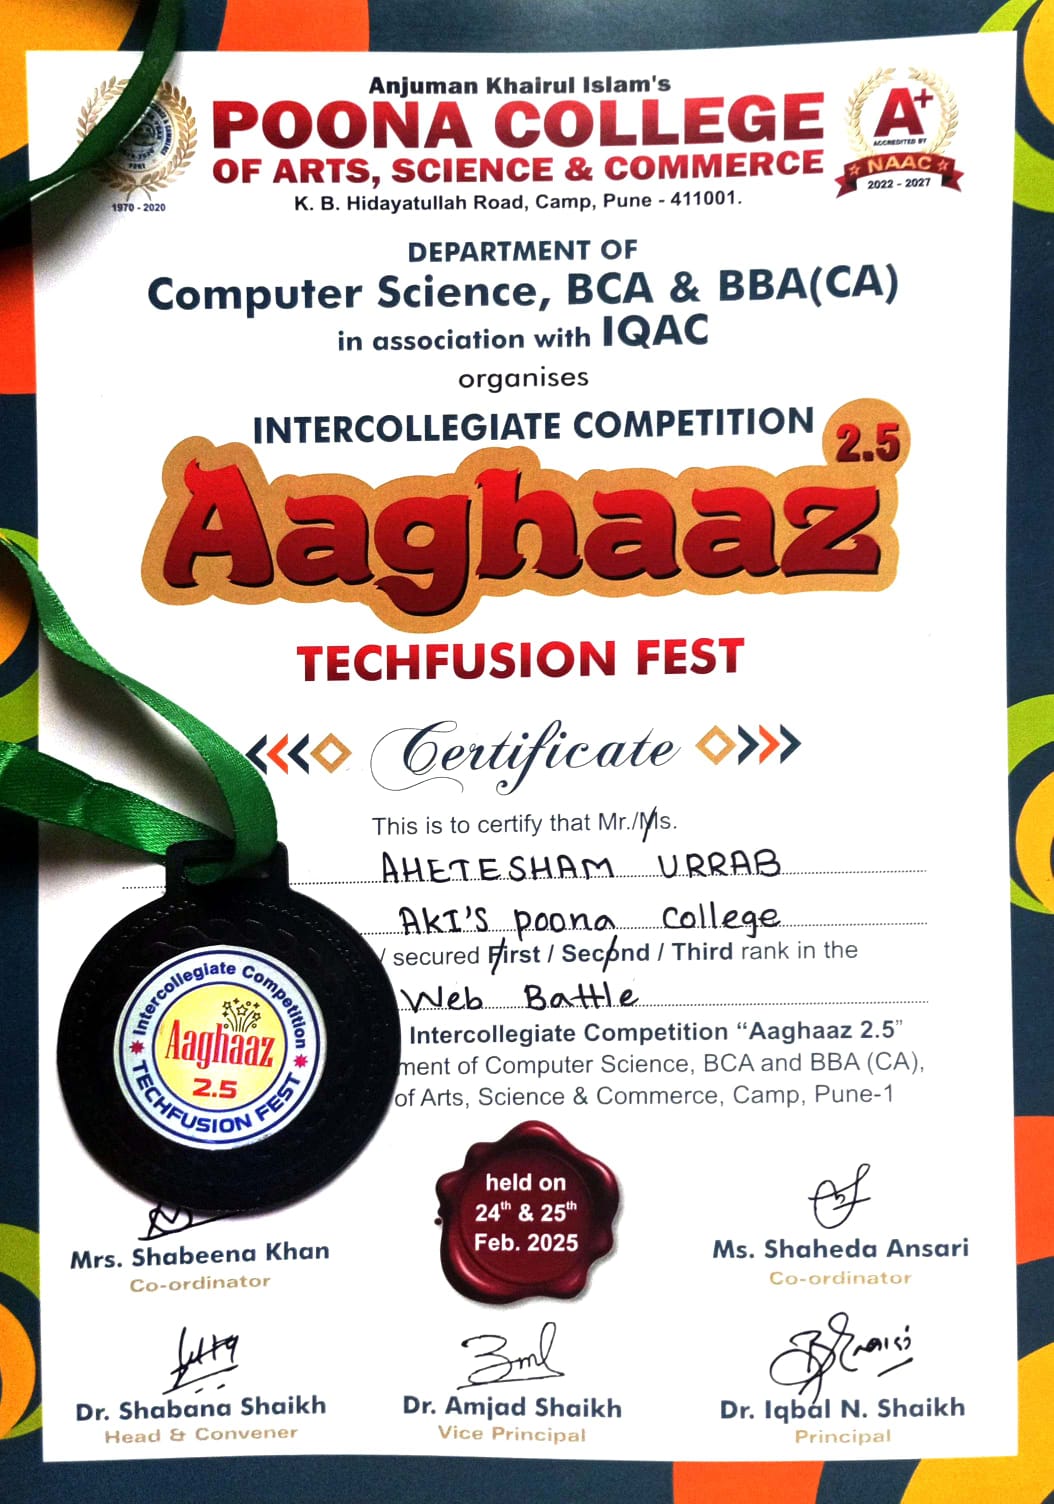 Anjuman Khairul Islam's
POONA COLLEGE
OF ARTS, SCIENCE & COMMERCE
K. B. Hidayatullah Road, Camp, Pune - 411001.
1970 - 2020
A+
ACCREDITED BY
NAAC
2022 - 2027
DEPARTMENT OF
Computer Science, BCA & BBA(CA)
in association with IQAC
organises
INTERCOLLEGIATE COMPETITION
Aaghaaz 2.5
TECHFUSION FEST
Certificate
This is to certify that Mr./Ms.
AHETESHAM URRAB
AKI'S poona College
/ secured First / Second / Third rank in the
Web Battle
Intercollegiate Competition “Aaghaaz 2.5”
ment of Computer Science, BCA and BBA (CA),
of Arts, Science & Commerce, Camp, Pune-1
Intercollegiate Competition
Aaghaaz
2.5
TECHFUSION FEST
held on
24th & 25th
Feb. 2025
Mrs. Shabeena Khan
Co-ordinator
Ms. Shaheda Ansari
Co-ordinator
Dr. Shabana Shaikh
Head & Convener
Dr. Amjad Shaikh
Vice Principal
Dr. Iqbal N. Shaikh
Principal